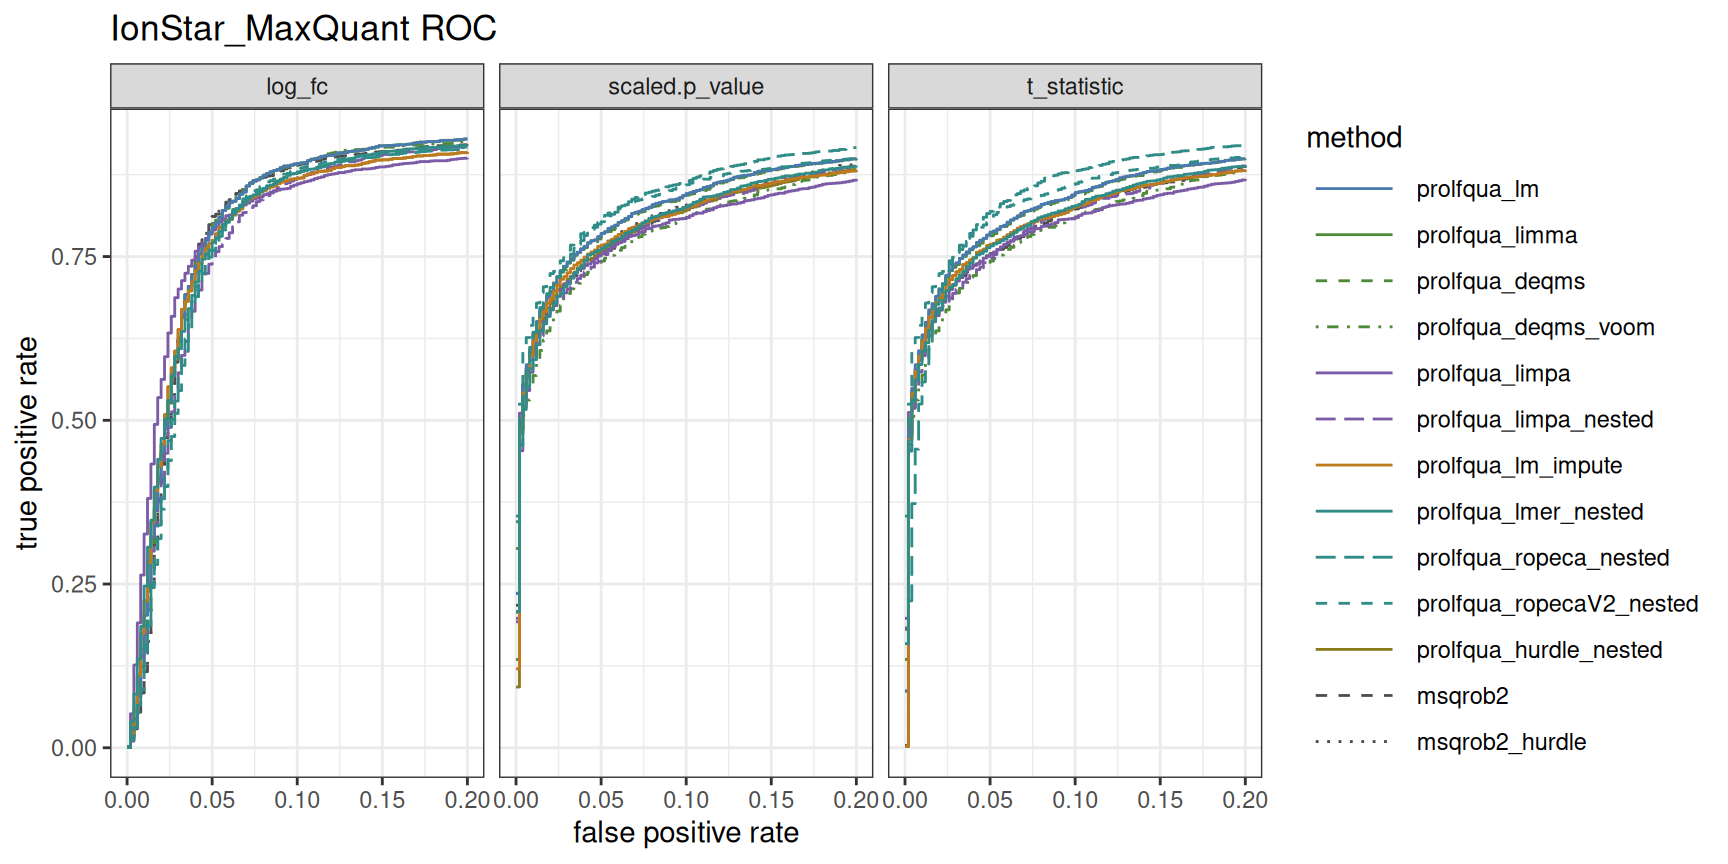 IonStar_MaxQuant ROC
log_fc
scaled.p_value
t_statistic
true positive rate
0.75
0.50
0.25
0.00
0.00 0.05 0.10 0.15 0.20
0.00 0.05 0.10 0.15 0.20
0.00 0.05 0.10 0.15 0.20
false positive rate
method
prolfqua_lm
prolfqua_limma
prolfqua_deqms
prolfqua_deqms_voom
prolfqua_limpa
prolfqua_limpa_nested
prolfqua_lm_impute
prolfqua_lmer_nested
prolfqua_ropeca_nested
prolfqua_ropecaV2_nested
prolfqua_hurdle_nested
msqrob2
msqrob2_hurdle